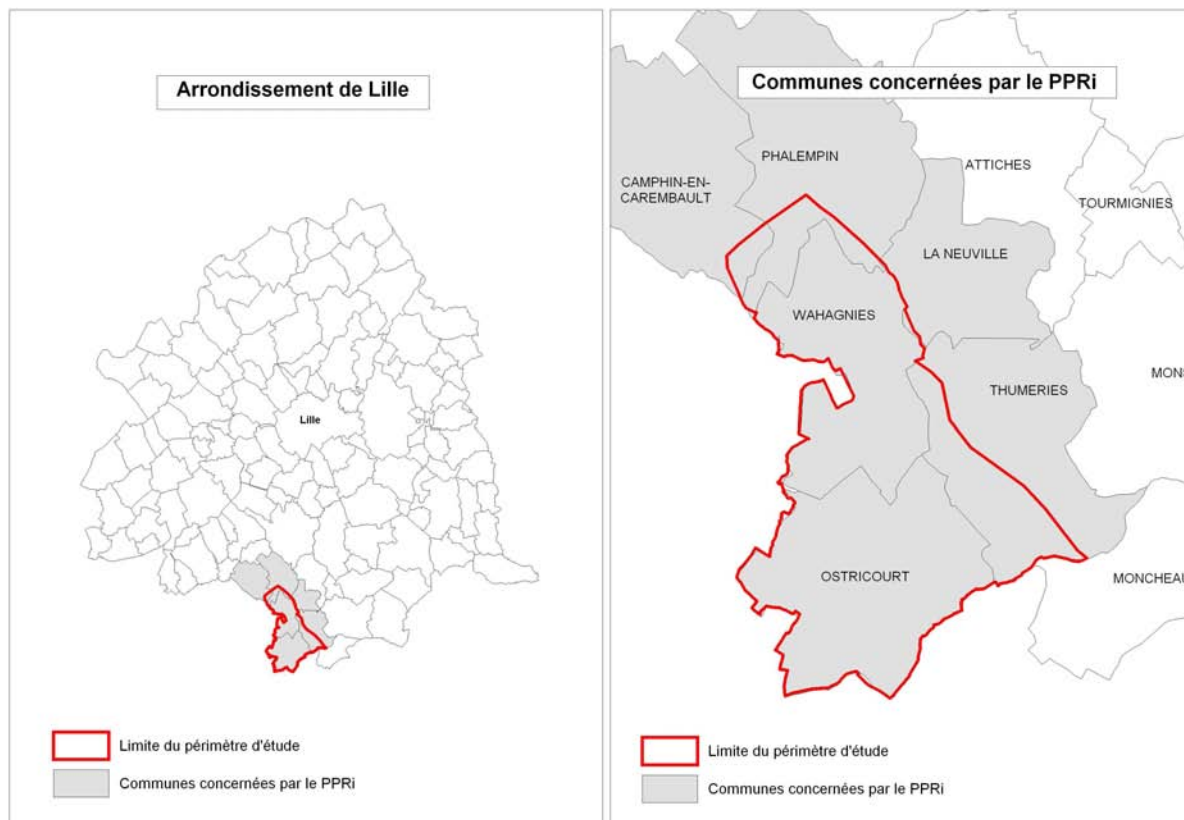 Arrondissement de Lille
Lille
Limite du périmètre d'étude
Communes concernées par le PPRi
Communes concernées par le PPRi
PHALEMPIN
ATTICHES
CAMPHIN-EN-
CAREMBAULT
TOURMIGNIES
LA NEUVILLE
WAHAGNIES
MONS
THUMERIES
OSTRICOURT
MONCHEAU
Limite du périmètre d'étude
Communes concernées par le PPRi